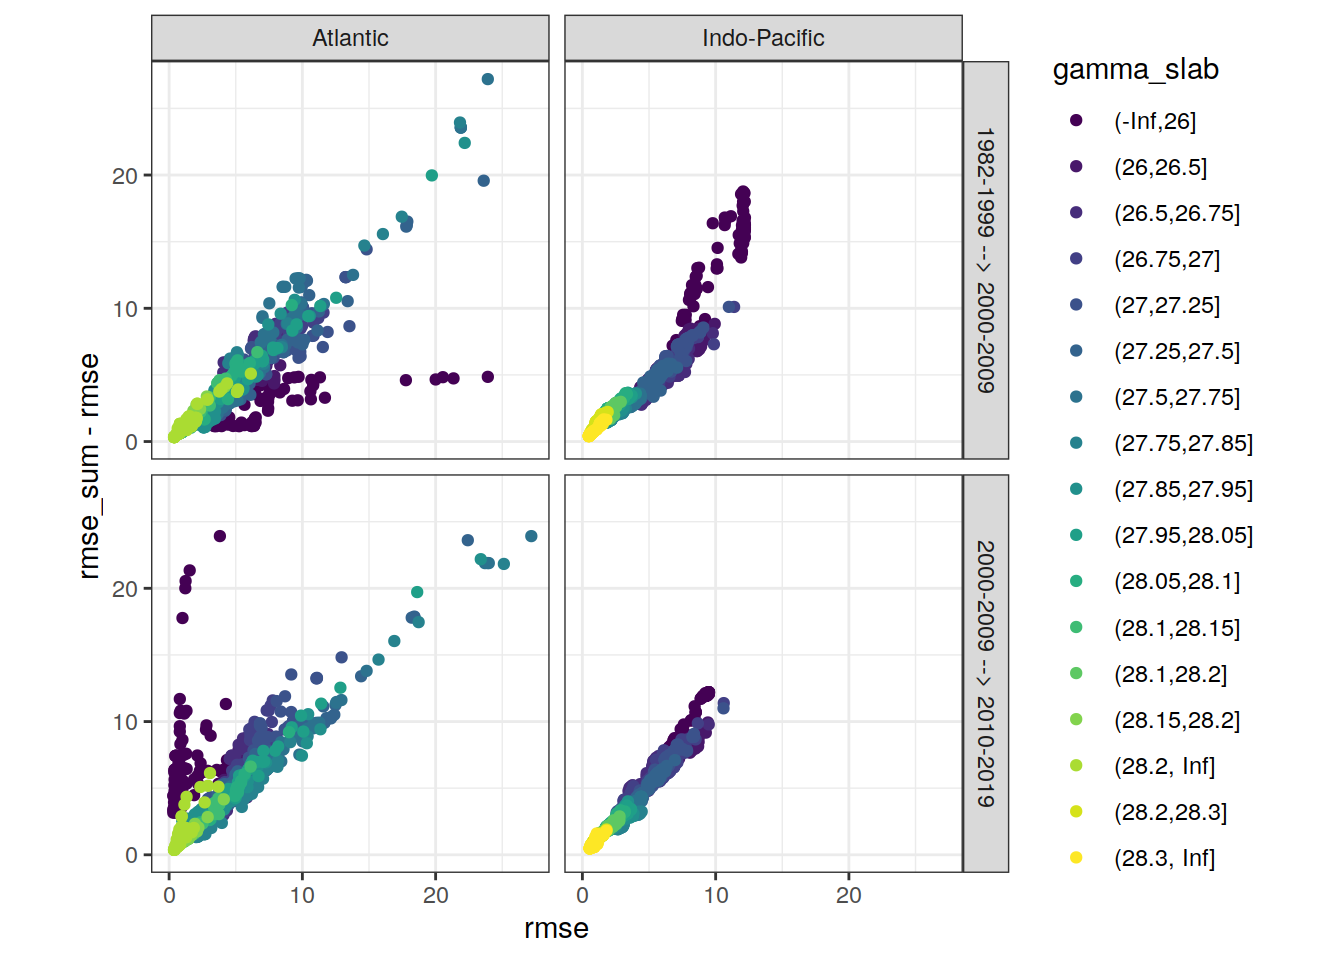 Atlantic
Indo-Pacific
1982-1999 --> 2000-2009
2000-2009 --> 2010-2019
rmse_sum - rmse
20
10
0
20
10
0
0
10
20
0
10
20
rmse
gamma_slab
(-Inf,26]
(26,26.5]
(26.5,26.75]
(26.75,27]
(27,27.25]
(27.25,27.5]
(27.5,27.75]
(27.75,27.85]
(27.85,27.95]
(27.95,28.05]
(28.05,28.1]
(28.1,28.15]
(28.1,28.2]
(28.15,28.2]
(28.2, Inf]
(28.2,28.3]
(28.3, Inf]